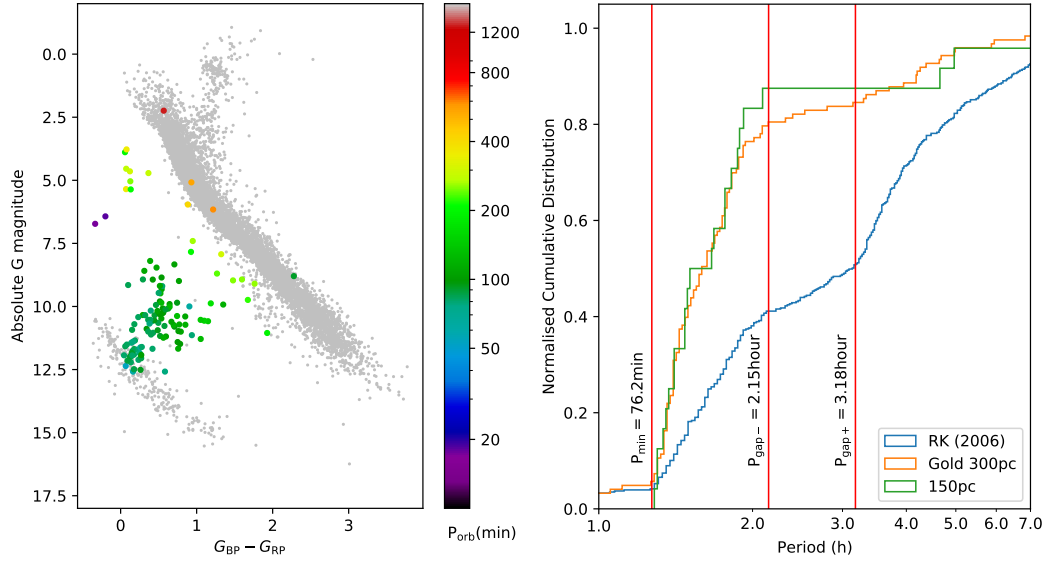 0.0
2.5
5.0
7.5
10.0
12.5
15.0
17.5
Absolute G magnitude
0
1
2
3
G_BP − G_RP
1200
800
400
200
100
50
20
P_orb(min)
Normalised Cumulative Distribution
1.0
0.8
0.6
0.4
0.2
0.0
P_min = 76.2min
P_gap− = 2.15hour
P_gap+ = 3.18hour
RK (2006)
Gold 300pc
150pc
1.0
2.0
3.0
4.0
5.0
6.0
7.0
Period (h)